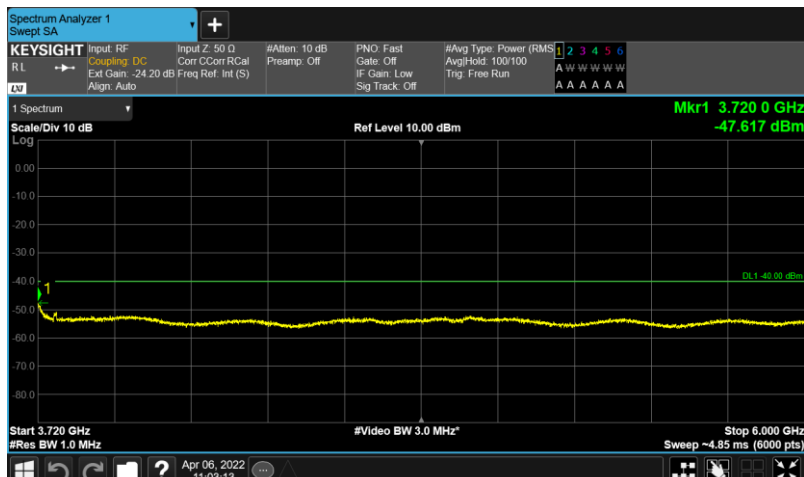 Spectrum Analyzer 1
Swept SA
KEYSIGHT
RL
LXI
Input: RF
Coupling: DC
Ext Gain: -24.20 dB
Align: Auto
Input Z: 50 Ω
Corr CCorr RCal
Freq Ref: Int (S)
#Atten: 10 dB
Preamp: Off
PNO: Fast
Gate: Off
IF Gain: Low
Sig Track: Off
#Avg Type: Power (RMS
Avg|Hold: 100/100
Trig: Free Run
1 2 3 4 5 6
A W W W W W
A A A A A A
1 Spectrum
Mkr1 3.720 0 GHz
-47.617 dBm
Scale/Div 10 dB
Ref Level 10.00 dBm
Log
0.00
-10.0
-20.0
-30.0
-40.0
-50.0
-60.0
-70.0
-80.0
1
DL1 -40.00 dBm
Start 3.720 GHz
#Video BW 3.0 MHz*
Stop 6.000 GHz
#Res BW 1.0 MHz
Sweep ~4.85 ms (6000 pts)
?
Apr 06, 2022
11:03:13